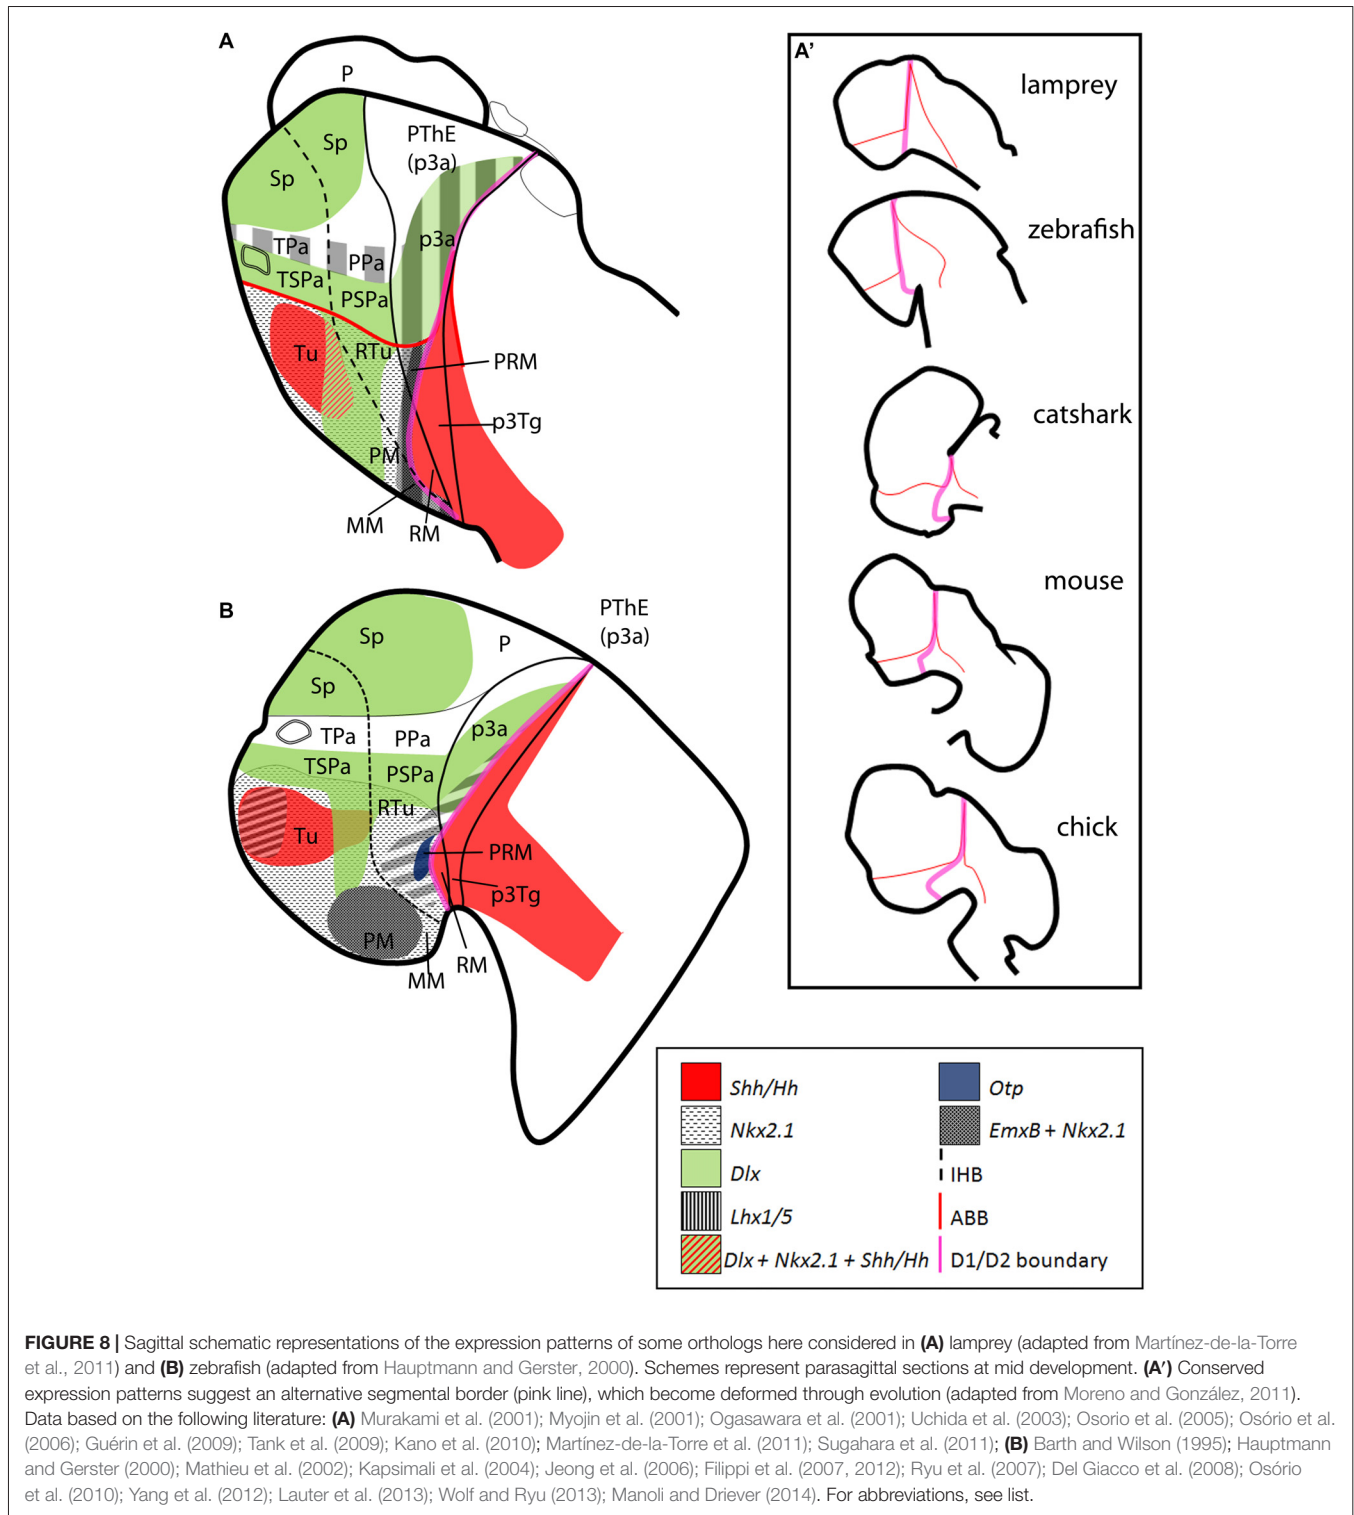 A
P
Sp
Sp
PThE
(p3a)
p3a
TPa
PPa
TSPa
PSPa
Tu
RTu
PRM
p3Tg
PM
MM
RM
A’
lamprey
zebrafish
catshark
mouse
chick
B
PThE
(p3a)
Sp
P
Sp
p3a
TPa
PPa
TSPa
PSPa
RTu
Tu
PRM
p3Tg
PM
RM
MM
Shh/Hh
Nkx2.1
Dlx
Lhx1/5
Dlx + Nkx2.1 + Shh/Hh
Otp
EmxB + Nkx2.1
IHB
ABB
D1/D2 boundary
FIGURE 8 | Sagittal schematic representations of the expression patterns of some orthologs here considered in (A) lamprey (adapted from Martínez-de-la-Torre
et al., 2011) and (B) zebrafish (adapted from Hauptmann and Gerster, 2000). Schemes represent parasagittal sections at mid development. (A′) Conserved
expression patterns suggest an alternative segmental border (pink line), which become deformed through evolution (adapted from Moreno and González, 2011).
Data based on the following literature: (A) Murakami et al. (2001); Myojin et al. (2001); Ogasawara et al. (2001); Uchida et al. (2003); Osorio et al. (2005); Osório et al.
(2006); Guérin et al. (2009); Tank et al. (2009); Kano et al. (2010); Martínez-de-la-Torre et al. (2011); Sugahara et al. (2011); (B) Barth and Wilson (1995); Hauptmann
and Gerster (2000); Mathieu et al. (2002); Kapsimali et al. (2004); Jeong et al. (2006); Filippi et al. (2007, 2012); Ryu et al. (2007); Del Giacco et al. (2008); Osório
et al. (2010); Yang et al. (2012); Lauter et al. (2013); Wolf and Ryu (2013); Manoli and Driever (2014). For abbreviations, see list.